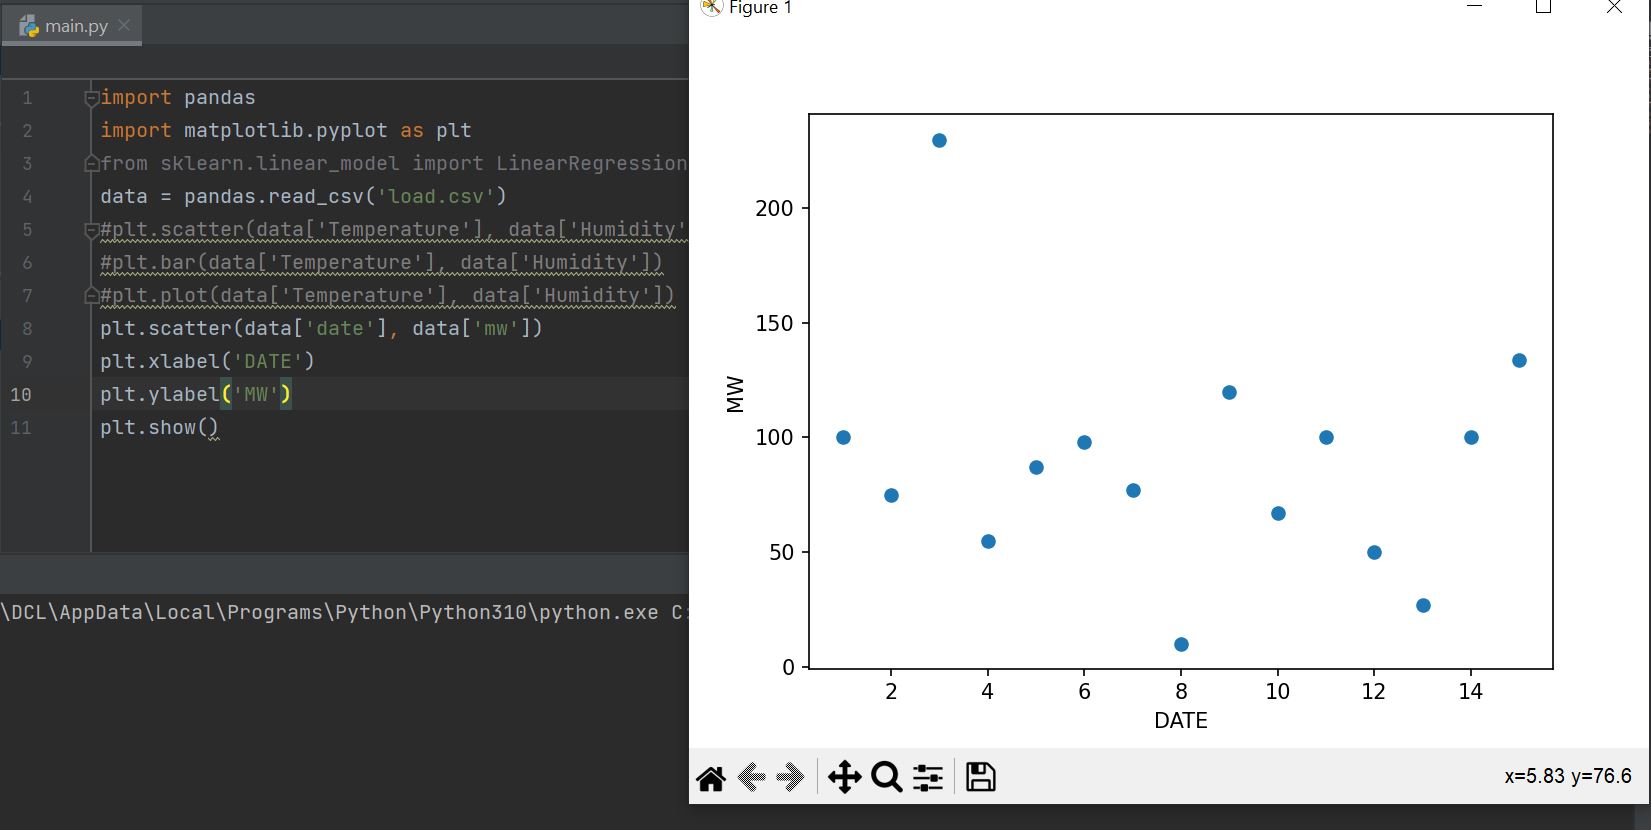 main.py
1 import pandas
2 import matplotlib.pyplot as plt
3 from sklearn.linear_model import LinearRegression
4 data = pandas.read_csv('load.csv')
5 #plt.scatter(data['Temperature'], data['Humidity'
6 #plt.bar(data['Temperature'], data['Humidity'])
7 #plt.plot(data['Temperature'], data['Humidity'])
8 plt.scatter(data['date'], data['mw'])
9 plt.xlabel('DATE')
10 plt.ylabel('MW')
11 plt.show()
\DCL\AppData\Local\Programs\Python\Python310\python.exe C:
Figure 1
200
150
100
50
0
MW
2 4 6 8 10 12 14
DATE
x=5.83 y=76.6